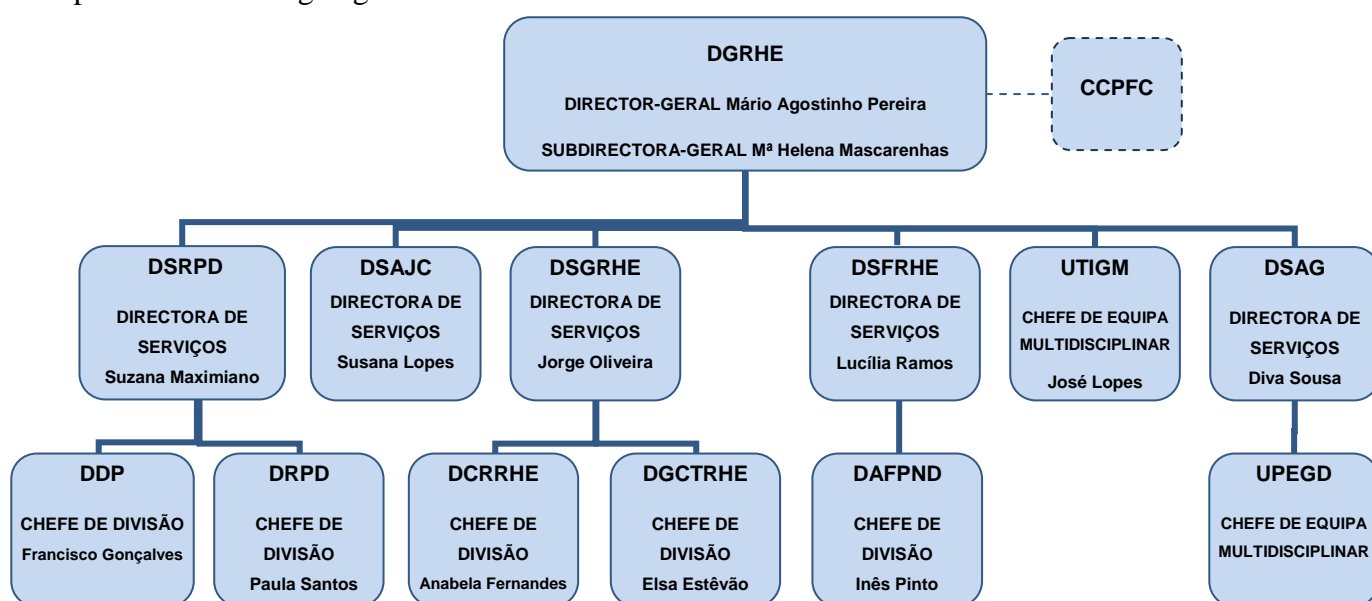 DGRHE
DIRECTOR-GERAL Mário Agostinho Pereira
SUBDIRECTORA-GERAL Mª Helena Mascarenhas
CCPFC
DSRPD
DIRECTORA DE
SERVIÇOS
Suzana Maximiano
DSAJC
DIRECTORA DE
SERVIÇOS
Susana Lopes
DSGRHE
DIRECTORA DE
SERVIÇOS
Jorge Oliveira
DSFRHE
DIRECTORA DE
SERVIÇOS
Lucília Ramos
UTIGM
CHEFE DE EQUIPA
MULTIDISCIPLINAR
José Lopes
DSAG
DIRECTORA DE
SERVIÇOS
Diva Sousa
DDP
CHEFE DE DIVISÃO
Francisco Gonçalves
DRPD
CHEFE DE
DIVISÃO
Paula Santos
DCRRHE
CHEFE DE
DIVISÃO
Anabela Fernandes
DGCTRHE
CHEFE DE
DIVISÃO
Elsa Estêvão
DAFPND
CHEFE DE
DIVISÃO
Inês Pinto
UPEGD
CHEFE DE EQUIPA
MULTIDISCIPLINAR